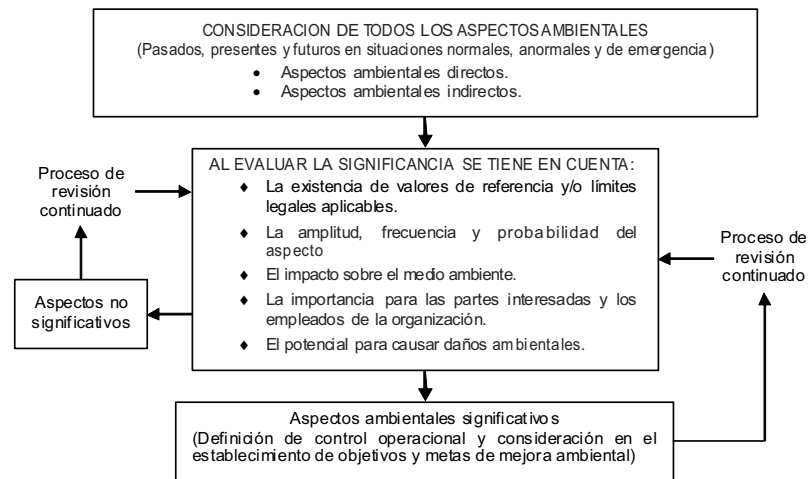 CONSIDERACION DE TODOS LOS ASPECTOS AMBIENTALES
(Pasados, presentes y futuros en situaciones normales, anormales y de emergencia)
• Aspectos ambientales directos.
• Aspectos ambientales indirectos.
AL EVALUAR LA SIGNIFICANCIA SE TIENE EN CUENTA:
♦ La existencia de valores de referencia y/o límites
legales aplicables.
♦ La amplitud, frecuencia y probabilidad del
aspecto
♦ El impacto sobre el medio ambiente.
♦ La importancia para las partes interesadas y los
empleados de la organización.
♦ El potencial para causar daños ambientales.
Proceso de
revisión
continuado
Aspectos no
significativos
Proceso de
revisión
continuado
Aspectos ambientales significativos
(Definición de control operacional y consideración en el
establecimiento de objetivos y metas de mejora ambiental)